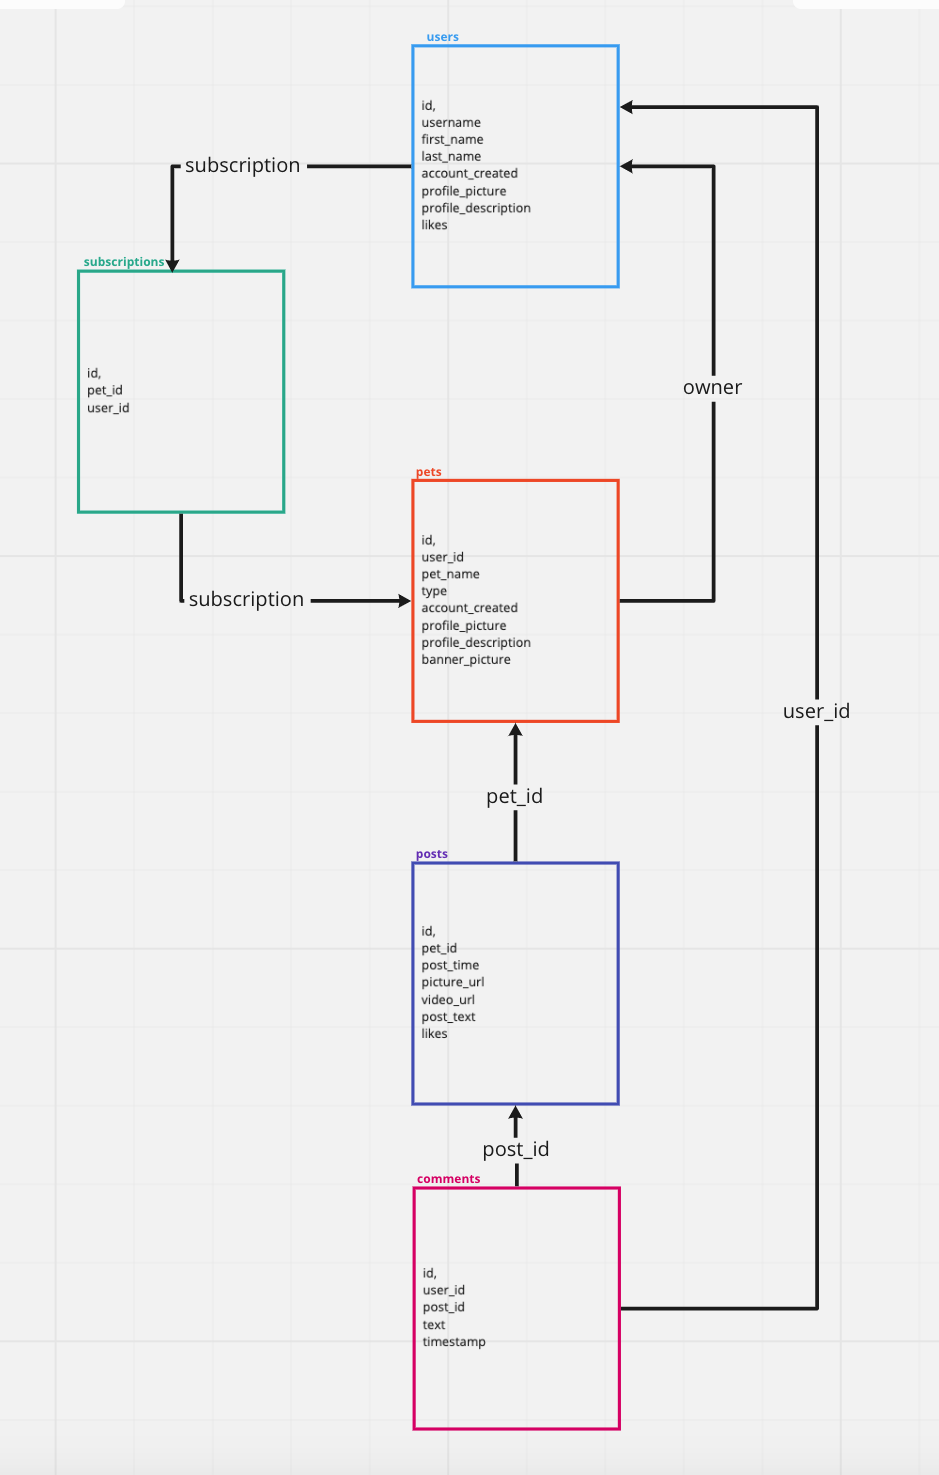 users
id,
username
first_name
last_name
account_created
profile_picture
profile_description
likes
subscription
subscriptions
id,
pet_id
user_id
owner
pets
id,
user_id
pet_name
type
account_created
profile_picture
profile_description
banner_picture
subscription
user_id
pet_id
posts
id,
pet_id
post_time
picture_url
video_url
post_text
likes
post_id
comments
id,
user_id
post_id
text
timestamp